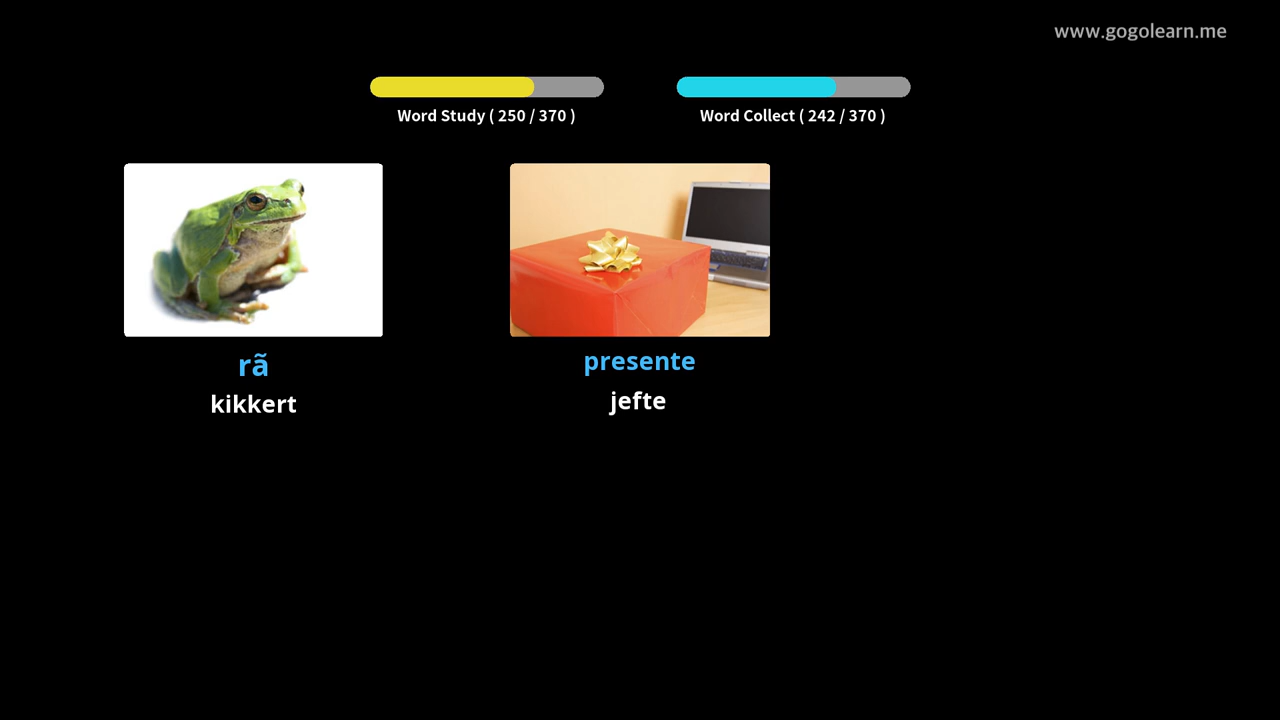 www.gogolearn.me
Word Study ( 250 / 370 )
Word Collect ( 242 / 370 )
rã
kikkert
presente
jefte